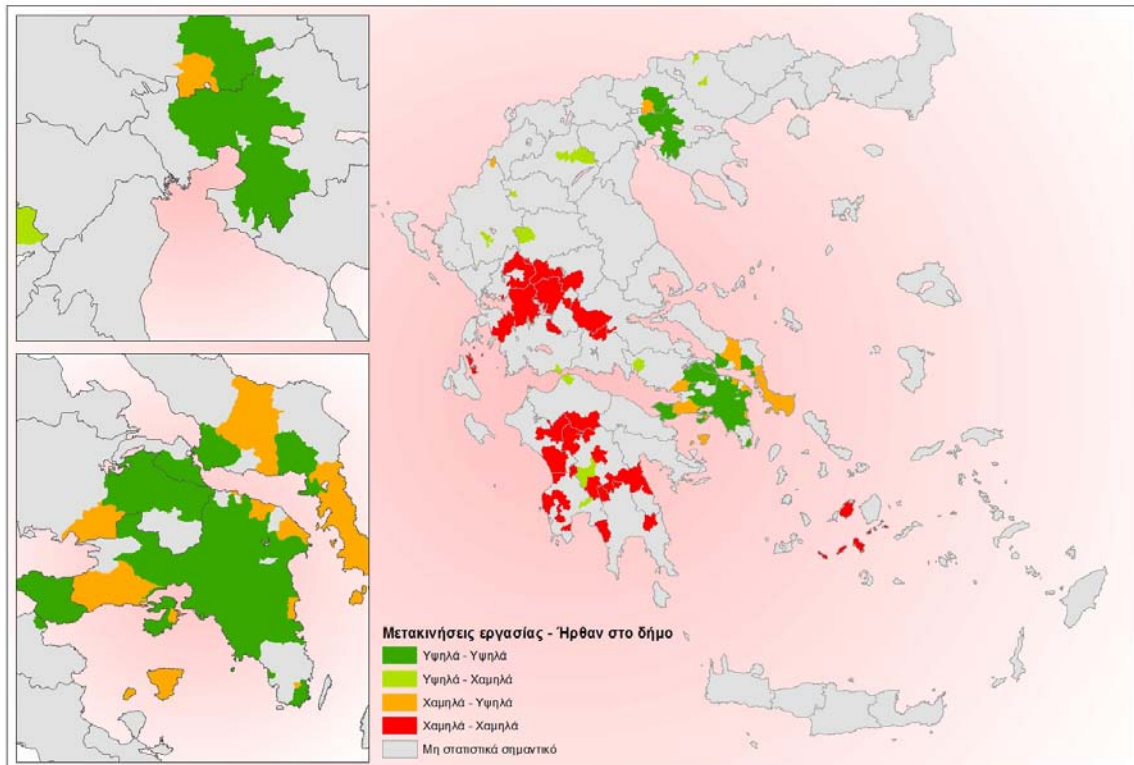 Μετακινήσεις εργασίας - Ήρθαν στο δήμο
Υψηλά - Υψηλά
Υψηλά - Χαμηλά
Χαμηλά - Υψηλά
Χαμηλά - Χαμηλά
Μη στατιστικά σημαντικό